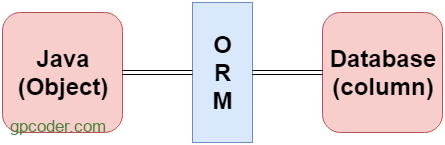 Java
(Object)
gpcoder.com
O
R
M
Database
(column)